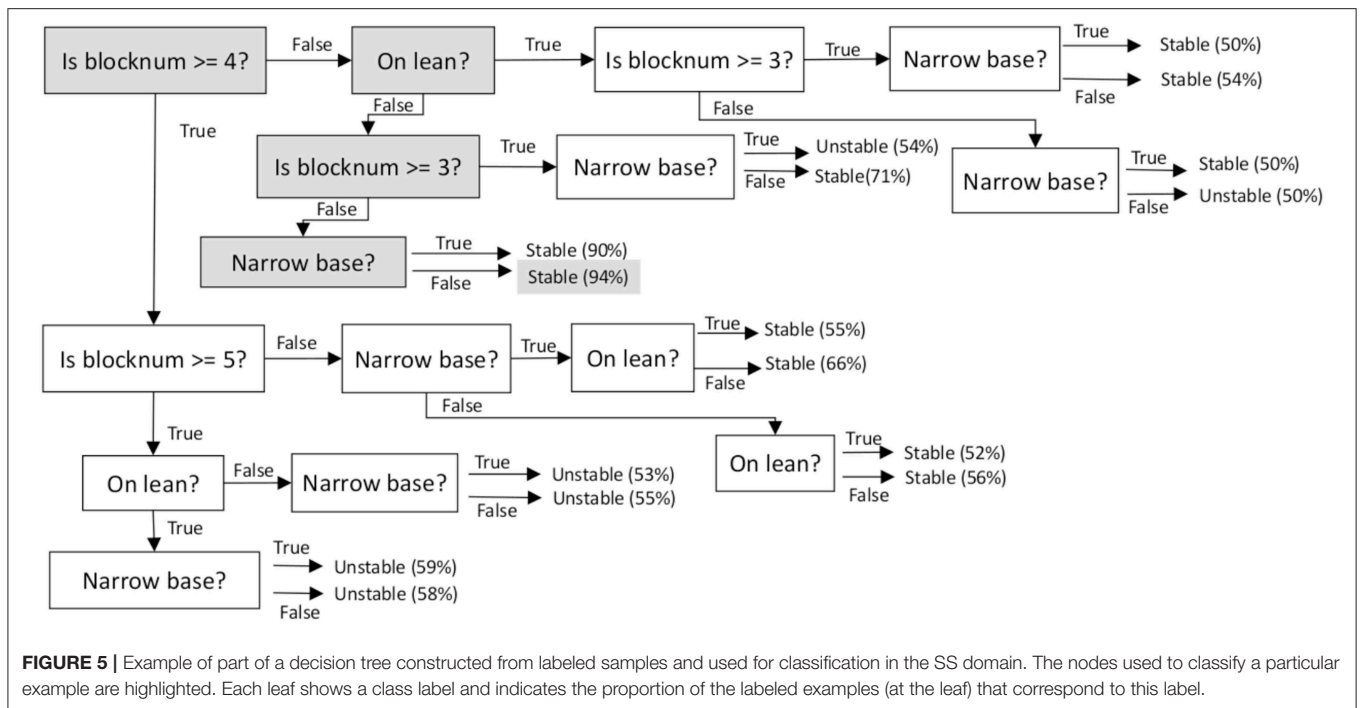 Is blocknum >= 4?
False
On lean?
True
Is blocknum >= 3?
True
Narrow base?
True
Stable (50%)
Stable (54%)
False
False
False
True
Is blocknum >= 3?
True
Narrow base?
True
Unstable (54%)
Stable(71%)
False
Narrow base?
True
Stable (50%)
Unstable (50%)
False
False
Narrow base?
True
Stable (90%)
Stable (94%)
False
Is blocknum >= 5?
False
Narrow base?
True
On lean?
True
Stable (55%)
Stable (66%)
False
False
True
On lean?
True
Stable (52%)
Stable (56%)
False
On lean?
False
Narrow base?
True
Unstable (53%)
Unstable (55%)
False
True
Narrow base?
True
Unstable (59%)
Unstable (58%)
False
FIGURE 5 | Example of part of a decision tree constructed from labeled samples and used for classification in the SS domain. The nodes used to classify a particular
example are highlighted. Each leaf shows a class label and indicates the proportion of the labeled examples (at the leaf) that correspond to this label.